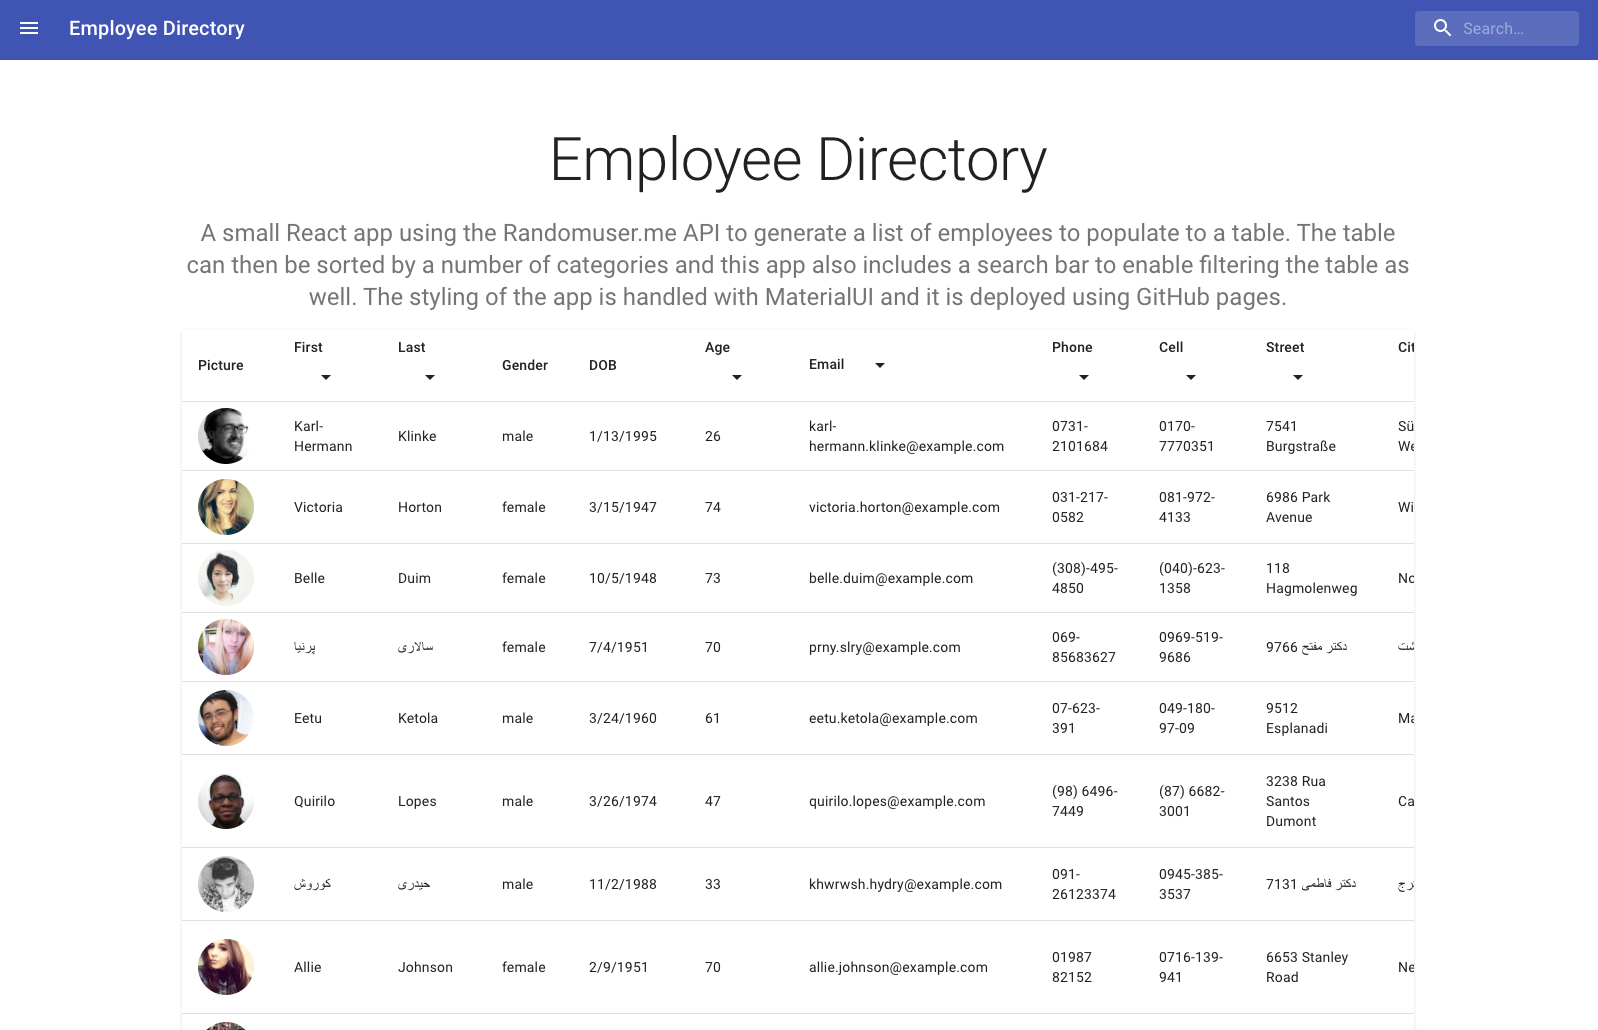 Employee Directory
Search…
Employee Directory
A small React app using the Randomuser.me API to generate a list of employees to populate to a table. The table
can then be sorted by a number of categories and this app also includes a search bar to enable filtering the table as
well. The styling of the app is handled with MaterialUI and it is deployed using GitHub pages.
Picture First Last Gender DOB Age Email Phone Cell Street Cit
Karl-
Hermann
Klinke
male
1/13/1995
26
karl-
hermann.klinke@example.com
0731-
2101684
0170-
7770351
7541
Burgstraße
Sü
We
Victoria
Horton
female
3/15/1947
74
victoria.horton@example.com
031-217-
0582
081-972-
4133
6986 Park
Avenue
Wi
Belle
Duim
female
10/5/1948
73
belle.duim@example.com
(308)-495-
4850
(040)-623-
1358
118
Hagmolenweg
No
پرنیا
سالاری
female
7/4/1951
70
prny.slry@example.com
069-
85683627
0969-519-
9686
9766 دکتر مفتح
شت
Eetu
Ketola
male
3/24/1960
61
eetu.ketola@example.com
07-623-
391
049-180-
97-09
9512
Esplanadi
Ma
Quirilo
Lopes
male
3/26/1974
47
quirilo.lopes@example.com
(98) 6496-
7449
(87) 6682-
3001
3238 Rua
Santos
Dumont
Ca
کوروش
حیدری
male
11/2/1988
33
khwrwsh.hydry@example.com
091-
26123374
0945-385-
3537
7131 دکتر فاطمی
رج
Allie
Johnson
female
2/9/1951
70
allie.johnson@example.com
01987
82152
0716-139-
941
6653 Stanley
Road
Ne